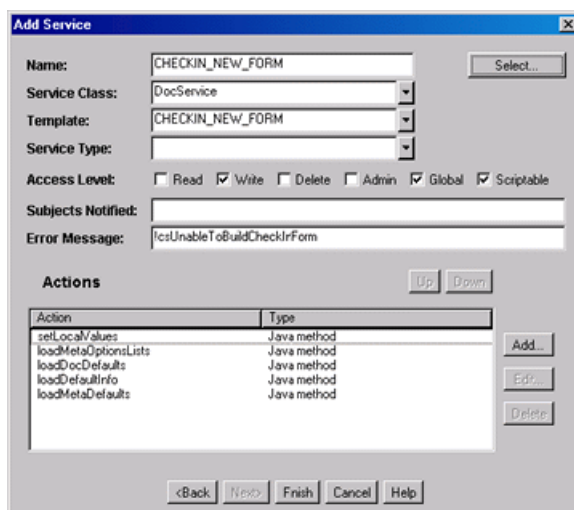 Add Service
Name: CHECKIN_NEW_FORM Select...
Service Class: DocService
Template: CHECKIN_NEW_FORM
Service Type:
Access Level: Read Write Delete Admin Global Scriptable
Subjects Notified:
Error Message: !csUnableToBuildCheckInForm
Actions Up Down
Action Type
setLocalValues Java method
loadMetaOptionsLists Java method
Add...
loadDocDefaults Java method
loadDefaultInfo Java method
Edit...
loadMetaDefaults Java method
Delete
<Back Next> Finish Cancel Help